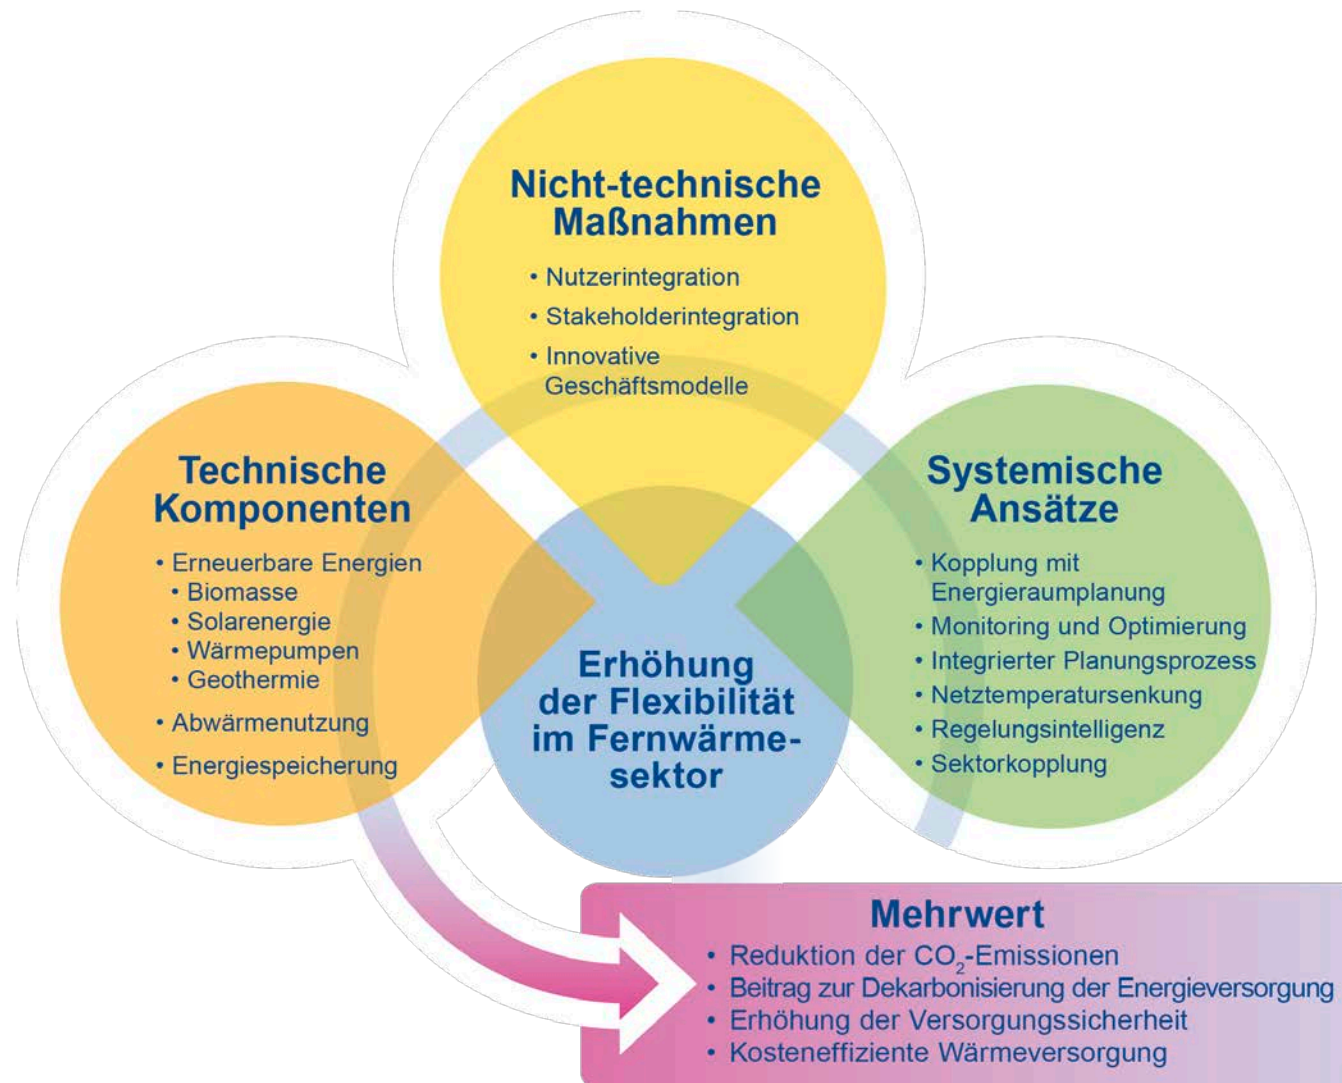 Nicht-technische
Maßnahmen
• Nutzerintegration
• Stakeholderintegration
• Innovative
Geschäftsmodelle
Technische
Komponenten
• Erneuerbare Energien
• Biomasse
• Solarenergie
• Wärmepumpen
• Geothermie
• Abwärmenutzung
• Energiespeicherung
Systemische
Ansätze
• Kopplung mit
Energieraumplanung
• Monitoring und Optimierung
• Integrierter Planungsprozess
• Netztemperatursenkung
• Regelungsintelligenz
• Sektorkopplung
Erhöhung
der Flexibilität
im Fernwärme-
sektor
Mehrwert
• Reduktion der CO₂-Emissionen
• Beitrag zur Dekarbonisierung der Energieversorgung
• Erhöhung der Versorgungssicherheit
• Kosteneffiziente Wärmeversorgung